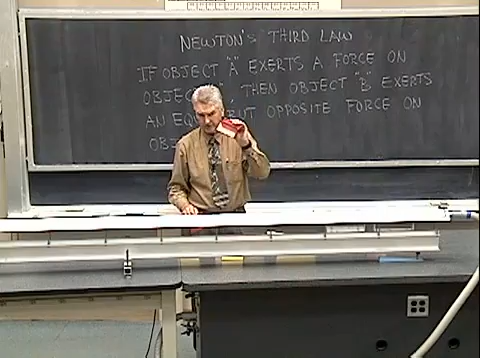 NEWTON'S THIRD LAW
IF OBJECT "A" EXERTS A FORCE ON
THEN OBJECT "B" EXERTS
AN OPPOSITE FORCE ON